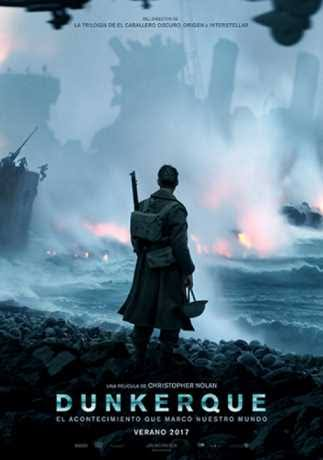 DEL DIRECTOR DE
LA TRILOGÍA DE EL CABALLERO OSCURO, ORIGEN e INTERSTELLAR
UNA PELÍCULA DE CHRISTOPHER NOLAN
DUNKERQUE
EL ACONTECIMIENTO QUE MARCÓ NUESTRO MUNDO
VERANO 2017